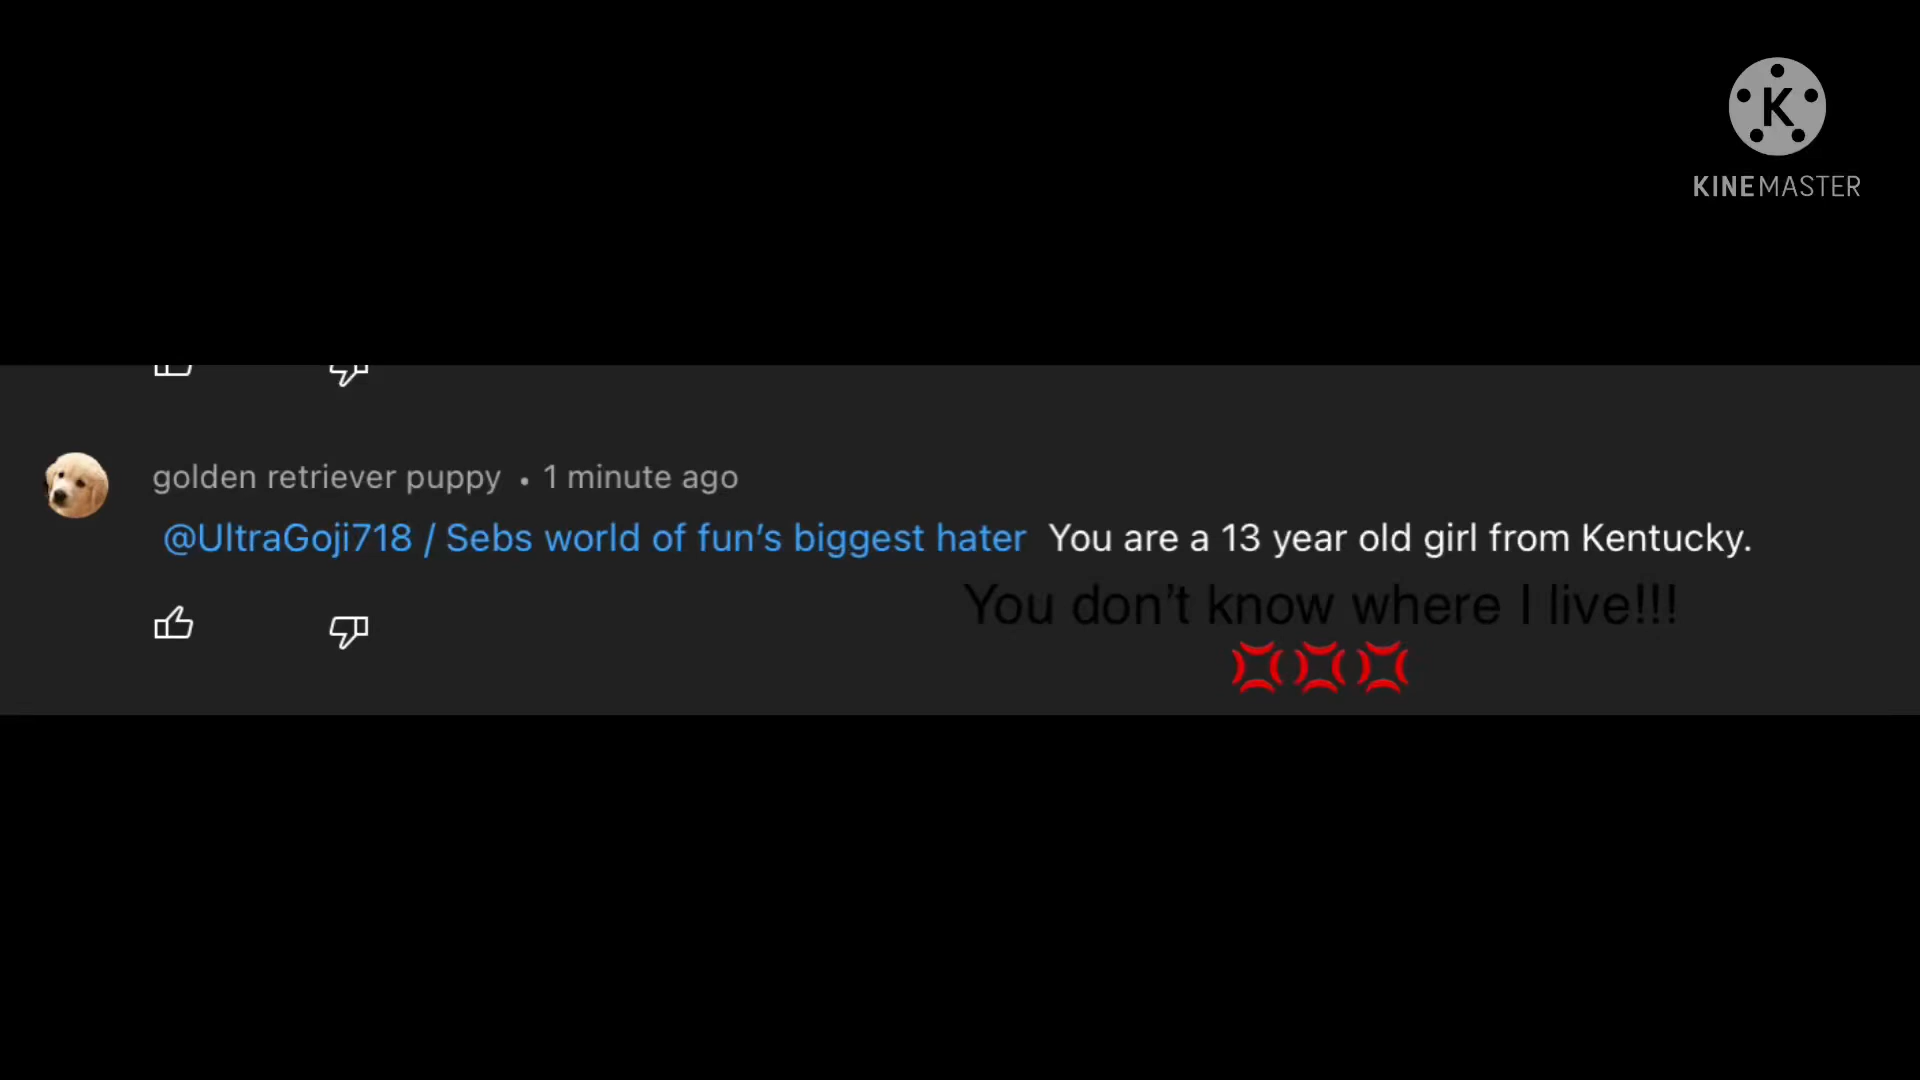 K
KINEMASTER
golden retriever puppy • 1 minute ago
@UltraGoji718 / Sebs world of fun’s biggest hater You are a 13 year old girl from Kentucky.
You don’t know where I live!!!
💢💢💢